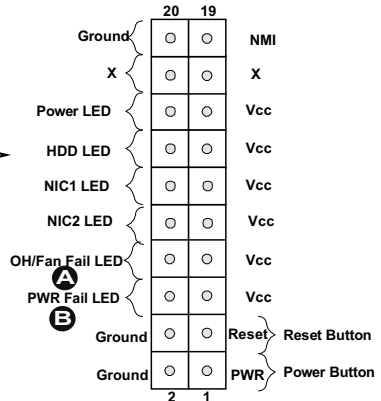 20 19
Ground NMI
X X
Power LED Vcc
HDD LED Vcc
NIC1 LED Vcc
NIC2 LED Vcc
OH/Fan Fail LED Vcc
A
PWR Fail LED Vcc
B
Ground Reset Reset Button
Ground PWR Power Button
2 1